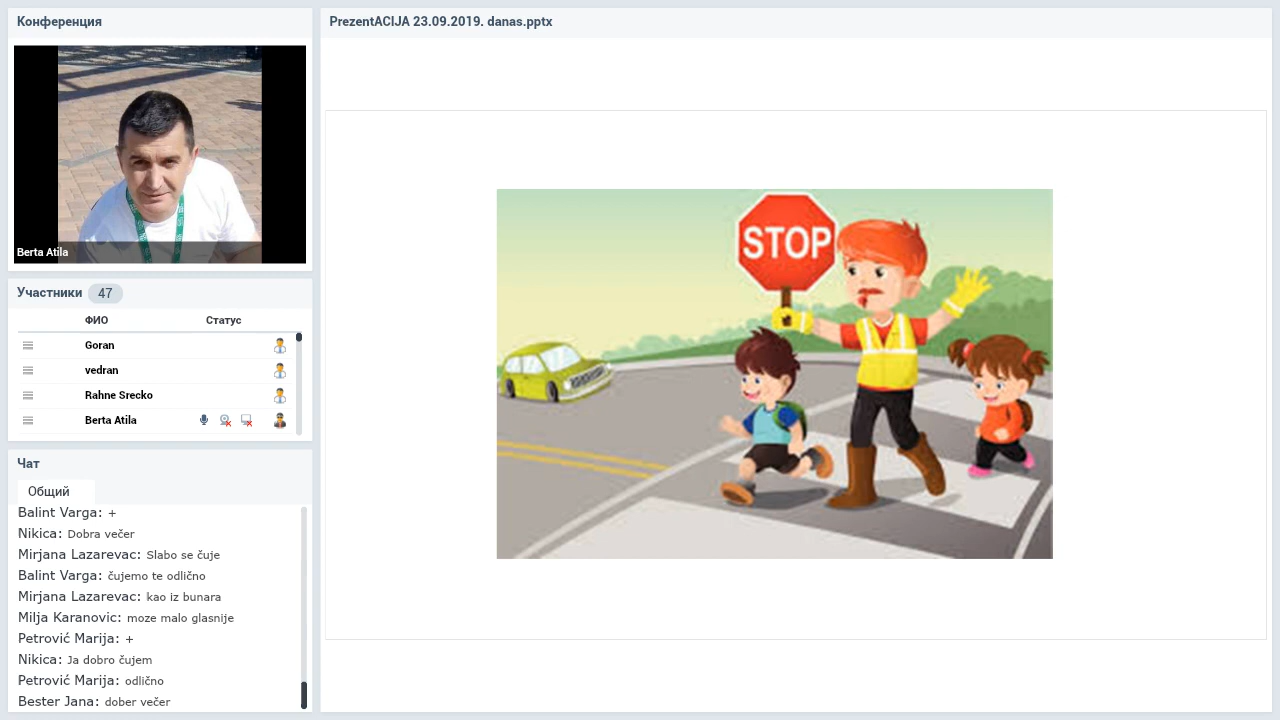 Конференция
Berta Atila
Участники 47
ФИО Статус
Goran
vedran
Rahne Srecko
Berta Atila
Чат
Общий
Balint Varga: +
Nikica: Dobra večer
Mirjana Lazarevac: Slabo se čuje
Balint Varga: čujemo te odlično
Mirjana Lazarevac: kao iz bunara
Milja Karanovic: moze malo glasnije
Petrović Marija: +
Nikica: Ja dobro čujem
Petrović Marija: odlično
Bester Jana: dober večer
PrezentACIJA 23.09.2019. danas.pptx
STOP